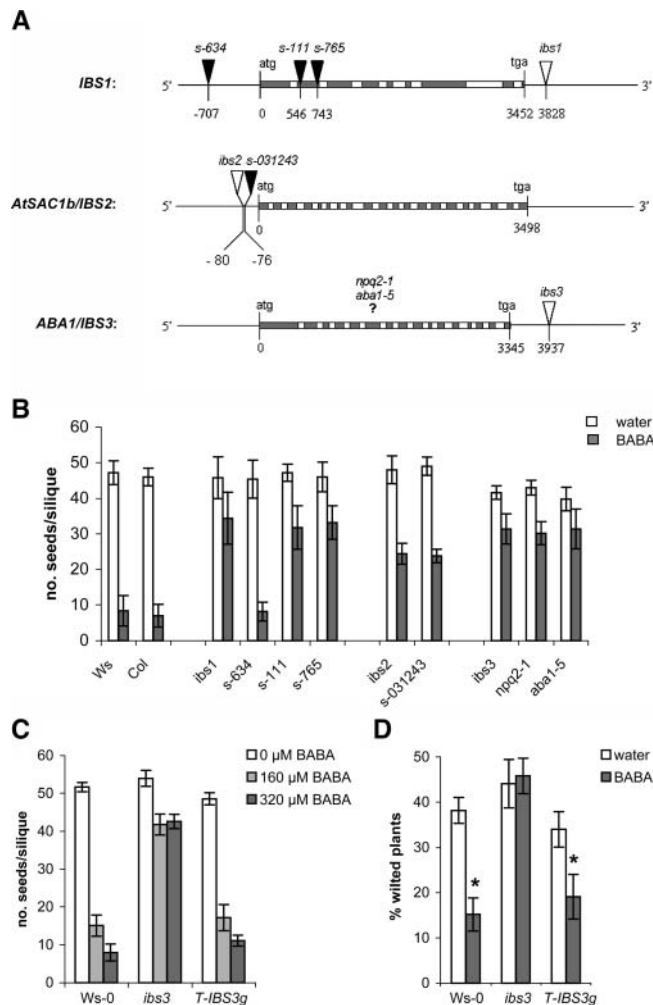 A
s-634 s-111 s-765 ibs1
IBS1: 5' atg tga 3'
-707 0 546 743 3452 3828
ibs2 s-031243
AtSAC1b/IBS2: atg tga 3'
0 3498
- 80 -76
npq2-1
aba1-5
?
ibs3
ABA1/IBS3: 5' atg tga 3'
0 3345 3937
B
water
BABA
no. seeds/silique
60
50
40
30
20
10
0
Ws Col ibs1 s-634 s-111 s-765 ibs2 s-031243 ibs3 npq2-1 aba1-5
C
0 µM BABA
160 µM BABA
320 µM BABA
no. seeds/silique
60
50
40
30
20
10
0
Ws-0 ibs3 T-IBS3g
D
water
BABA
% wilted plants
50
40
30
20
10
0
* *
Ws-0 ibs3 T-IBS3g